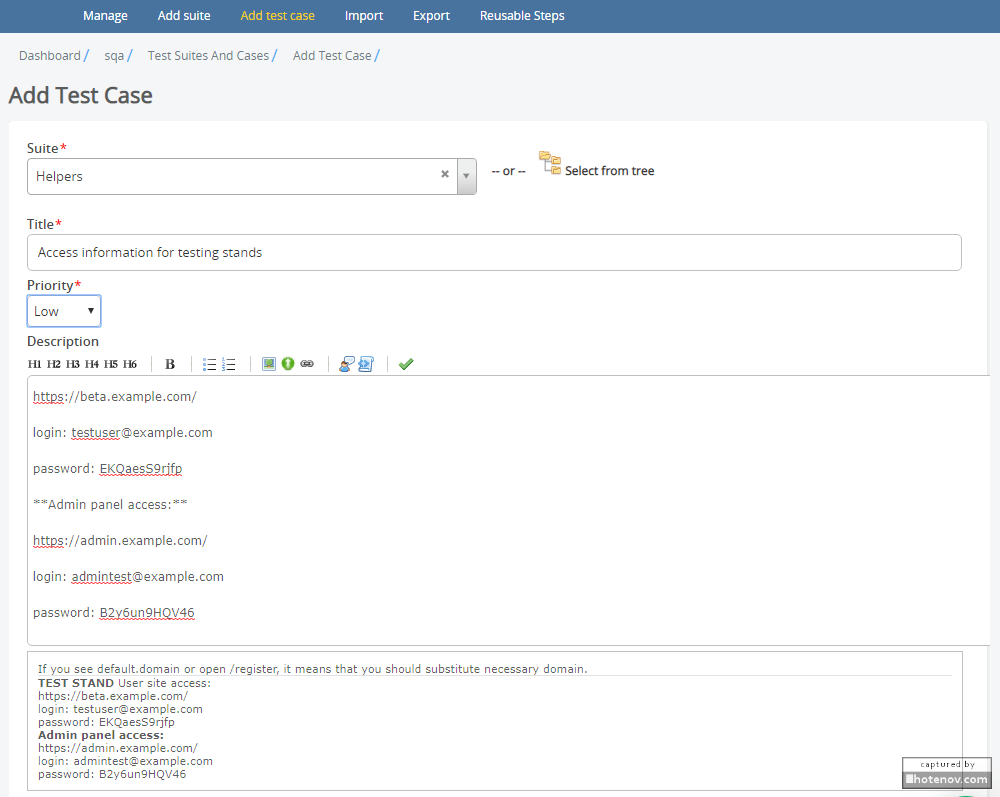 Manage Add suite Add test case Import Export Reusable Steps
Dashboard / sqa / Test Suites And Cases / Add Test Case /
Add Test Case
Suite*
Helpers × ▼ -- or -- Select from tree
Title*
Access information for testing stands
Priority*
Low ▼
Description
H1 H2 H3 H4 H5 H6 B
https://beta.example.com/
login: testuser@example.com
password: EKQaesS9rjfp
**Admin panel access:**
https://admin.example.com/
login: admintest@example.com
password: B2y6un9HQV46
If you see default.domain or open /register, it means that you should substitute necessary domain.
TEST STAND User site access:
https://beta.example.com/
login: testuser@example.com
password: EKQaesS9rjfp
Admin panel access:
https://admin.example.com/
login: admintest@example.com
password: B2y6un9HQV46
captured by
hotenov.com